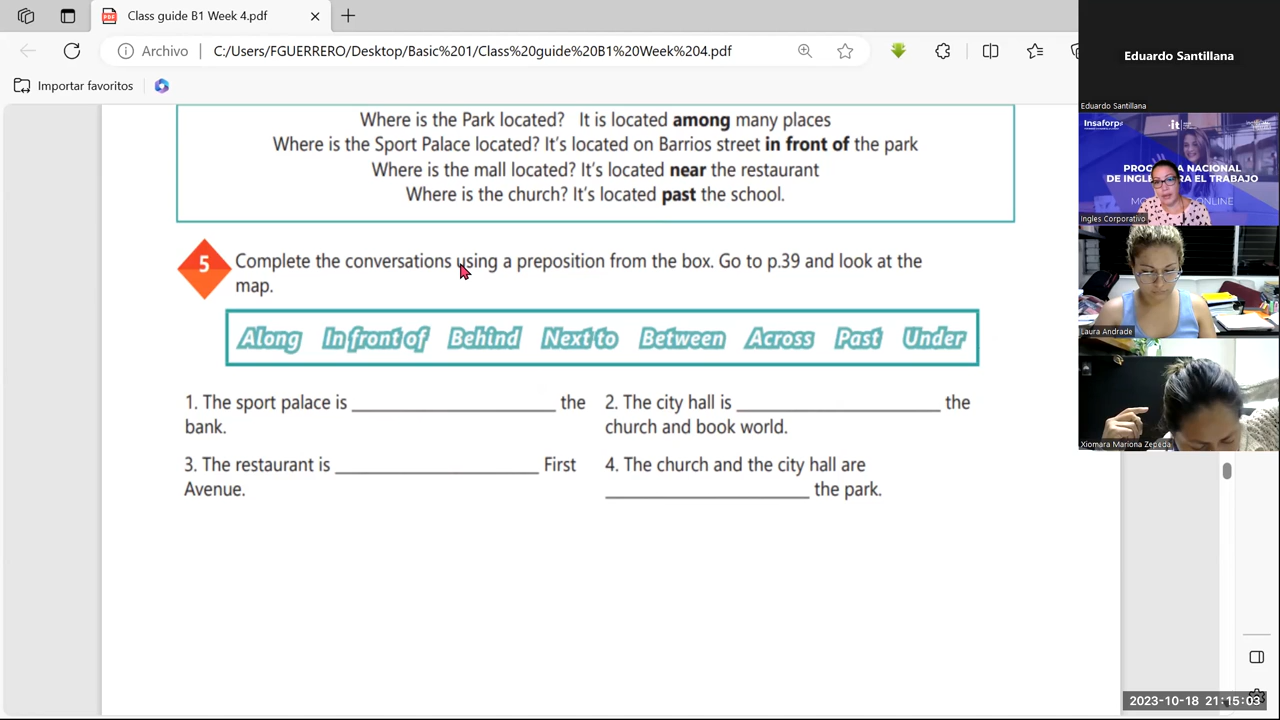 Class guide B1 Week 4.pdf
Archivo
C:/Users/FGUERRERO/Desktop/Basic%201/Class%20guide%20B1%20Week%204.pdf
Importar favoritos
Where is the Park located? It is located among many places
Where is the Sport Palace located? It's located on Barrios street in front of the park
Where is the mall located? It's located near the restaurant
Where is the church? It's located past the school.
5 Complete the conversations using a preposition from the box. Go to p.39 and look at the
map.
Along In front of Behind Next to Between Across Past Under
1. The sport palace is ____________________ the
bank.
2. The city hall is ____________________ the
church and book world.
3. The restaurant is ____________________ First
Avenue.
4. The church and the city hall are
____________________ the park.
Eduardo Santillana
Eduardo Santillana
Insaforp
it
Ingles Corporativo
Laura Andrade
Xiomara Mariona Zepeda
2023-10-18 21:15:03